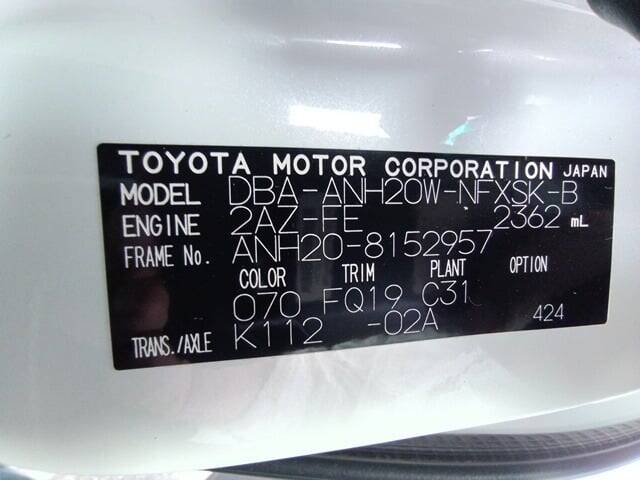 TOYOTA MOTOR CORPORATION JAPAN
MODEL DBA-ANH20W-NFXSK-B
ENGINE 2AZ-FE 2362 mL
FRAME No. ANH20-8152957
COLOR TRIM PLANT OPTION
070 FQ19 C31
TRANS./AXLE K112 -02A 424